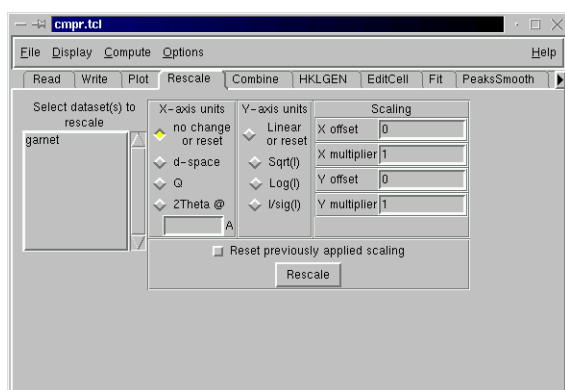 cmpr.tcl
File Display Compute Options Help
Read Write Plot Rescale Combine HKLGEN EditCell Fit PeaksSmooth
Select dataset(s) to
rescale
garnet
X-axis units
no change
or reset
d-space
Q
2Theta @
A
Y-axis units
Linear
or reset
Sqrt(I)
Log(I)
I/sig(I)
Scaling
X offset 0
X multiplier 1
Y offset 0
Y multiplier 1
Reset previously applied scaling
Rescale